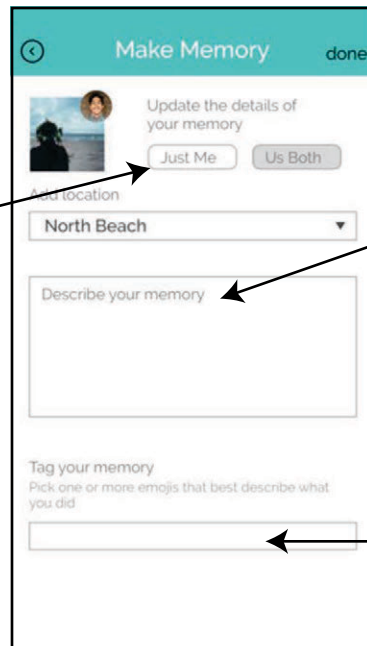 Make Memory
done
Update the details of
your memory
Just Me
Us Both
Add location
North Beach
Describe your memory
Tag your memory
Pick one or more emojis that best describe what
you did